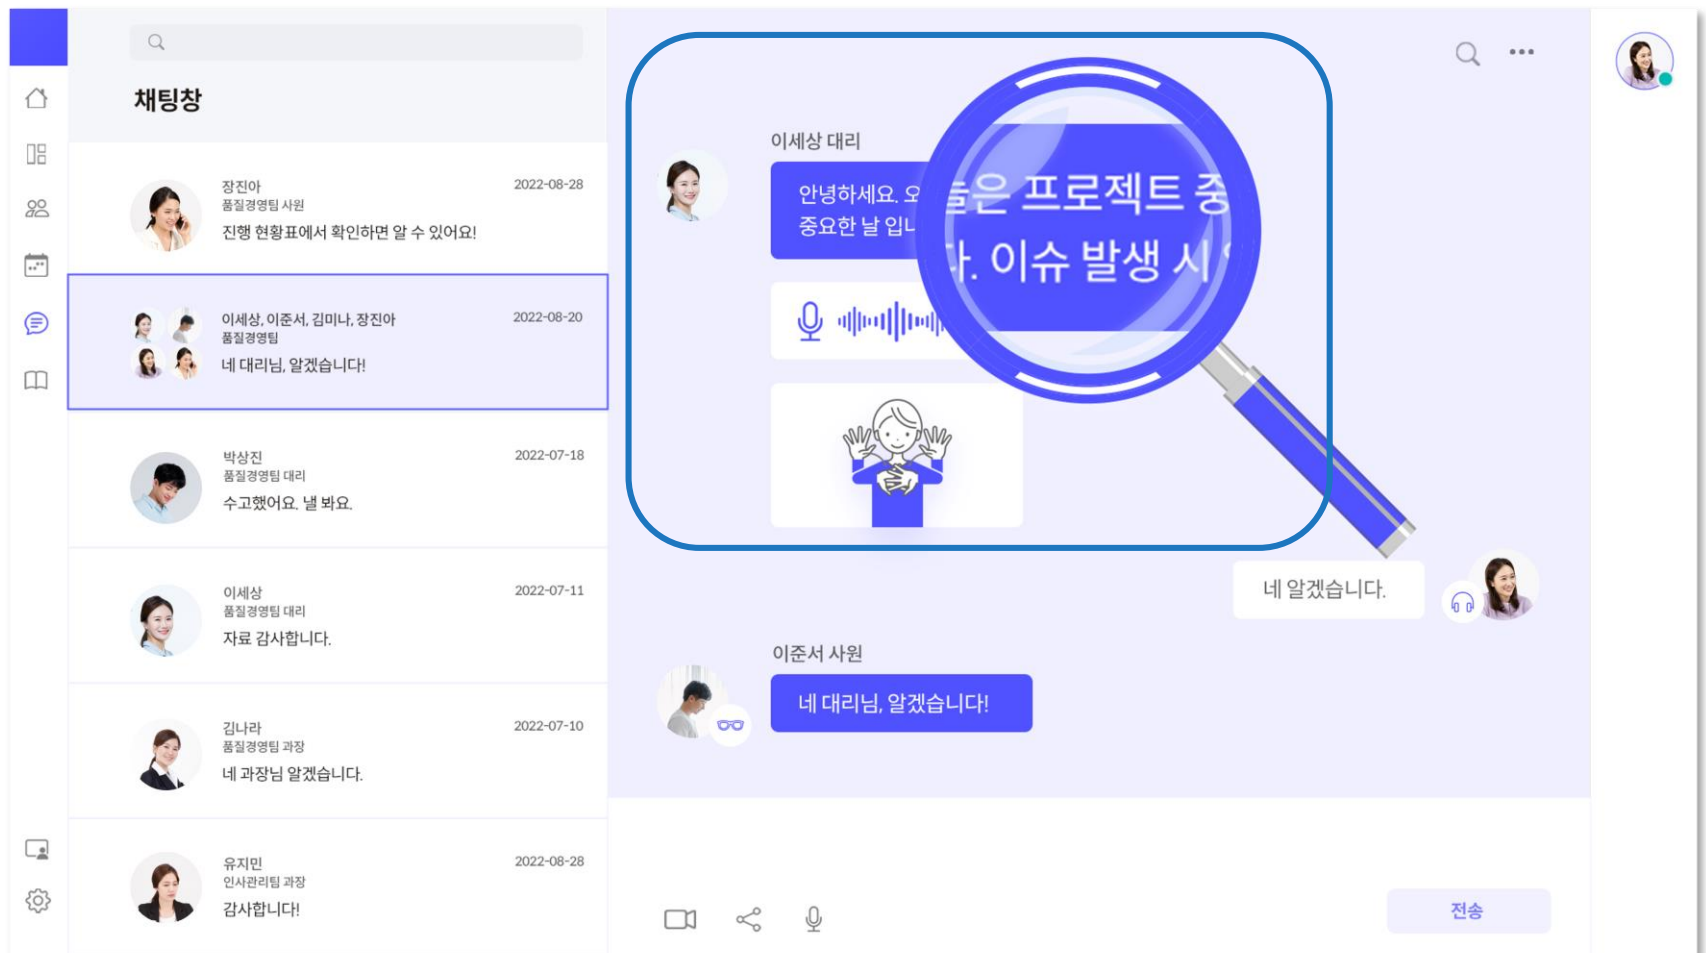 채팅창
장진아
2022-08-28
품질경영팀 사원
진행 현황표에서 확인하면 알 수 있어요!
이세상, 이준서, 김미나, 장진아
2022-08-20
품질경영팀
네 대리님, 알겠습니다!
박상진
2022-07-18
품질경영팀 대리
수고했어요. 낼 봐요.
이세상
2022-07-11
품질경영팀 대리
자료 감사합니다.
김나라
2022-07-10
품질경영팀 과장
네 과장님 알겠습니다.
유지민
2022-08-28
인사관리팀 과장
감사합니다!
이세상 대리
안녕하세요. 오
중요한 날 입니
늘은 프로젝트 중
다. 이슈 발생 시
네 알겠습니다.
이준서 사원
네 대리님, 알겠습니다!
전송